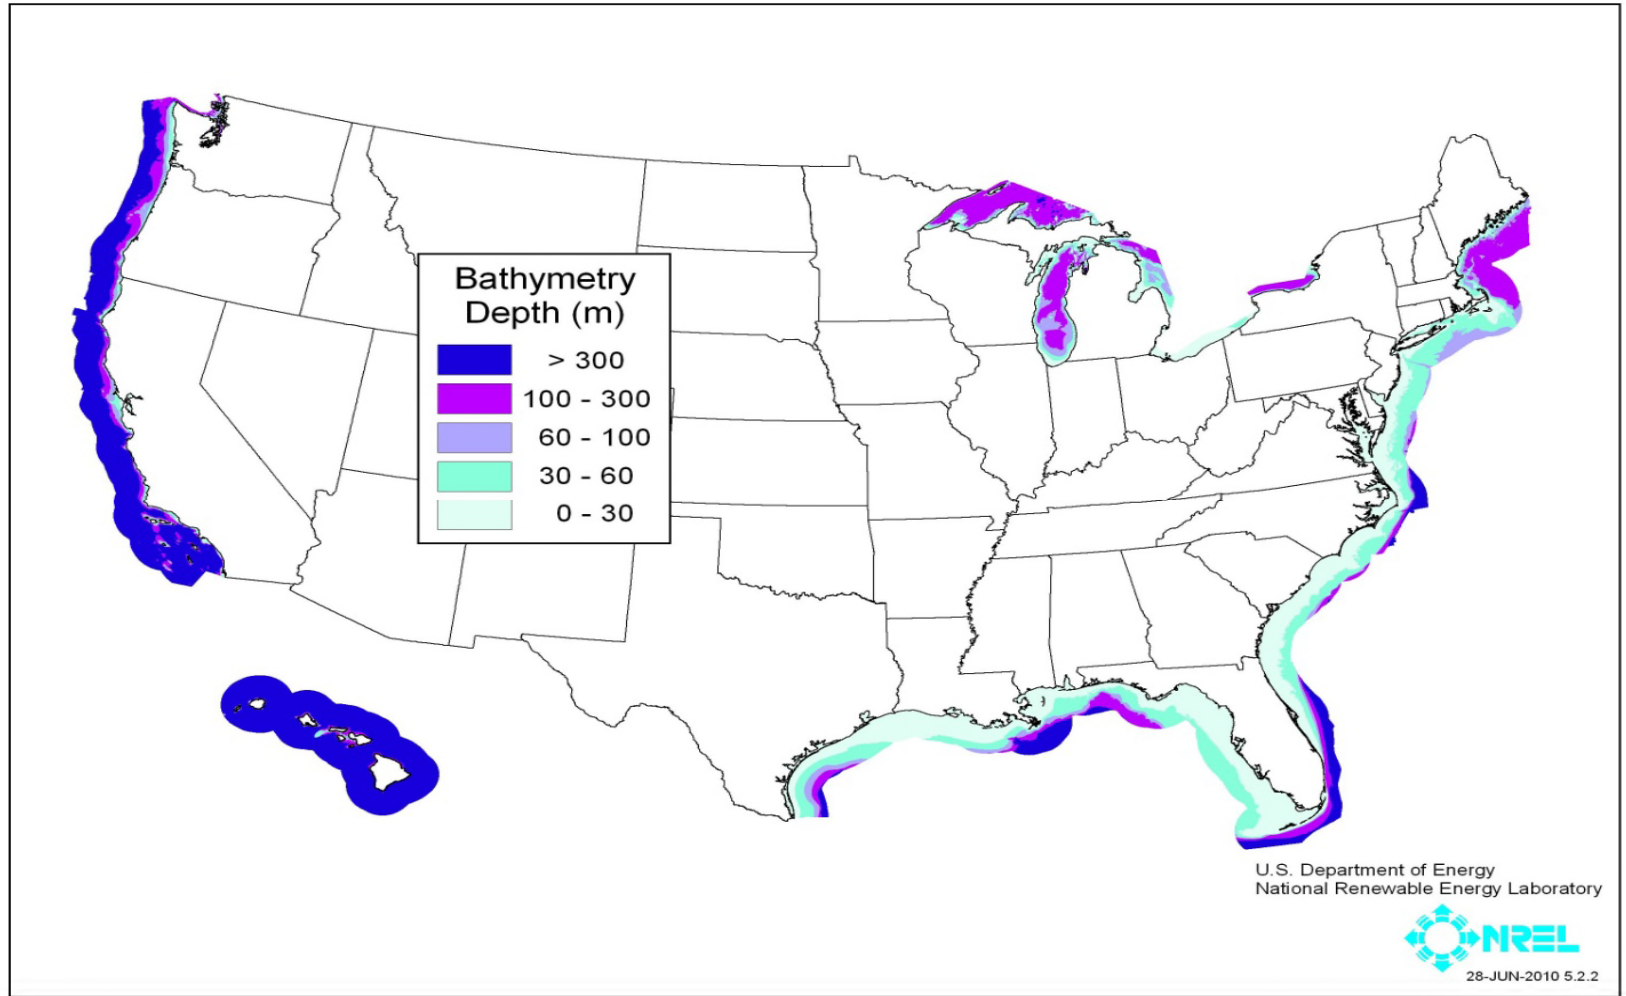 Bathymetry
Depth (m)
> 300
100 - 300
60 - 100
30 - 60
0 - 30
U.S. Department of Energy
National Renewable Energy Laboratory
NREL
28-JUN-2010 5.2.2